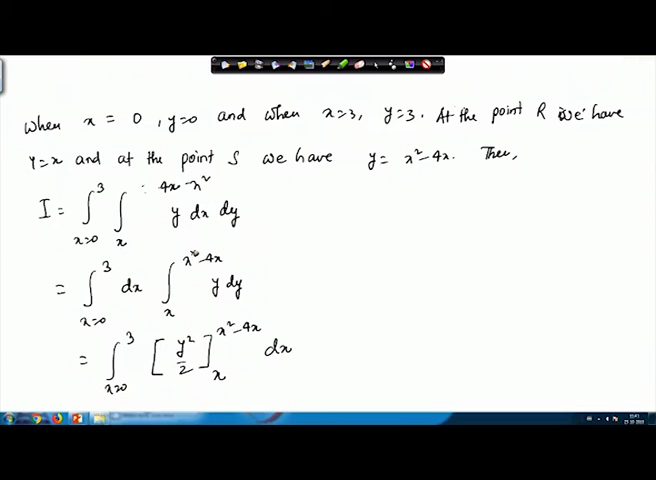 When x = 0, y=0 and when x=3, y=3. At the point R we have
y=x and at the point S we have y = x²-4x. Then,
I = ∫_{x=0}^{3} ∫_{x}^{4x-x²} y dx dy
= ∫_{x=0}^{3} dx ∫_{x}^{x²-4x} y dy
= ∫_{x=0}^{3} [y²/2]_{x}^{x²-4x} dx